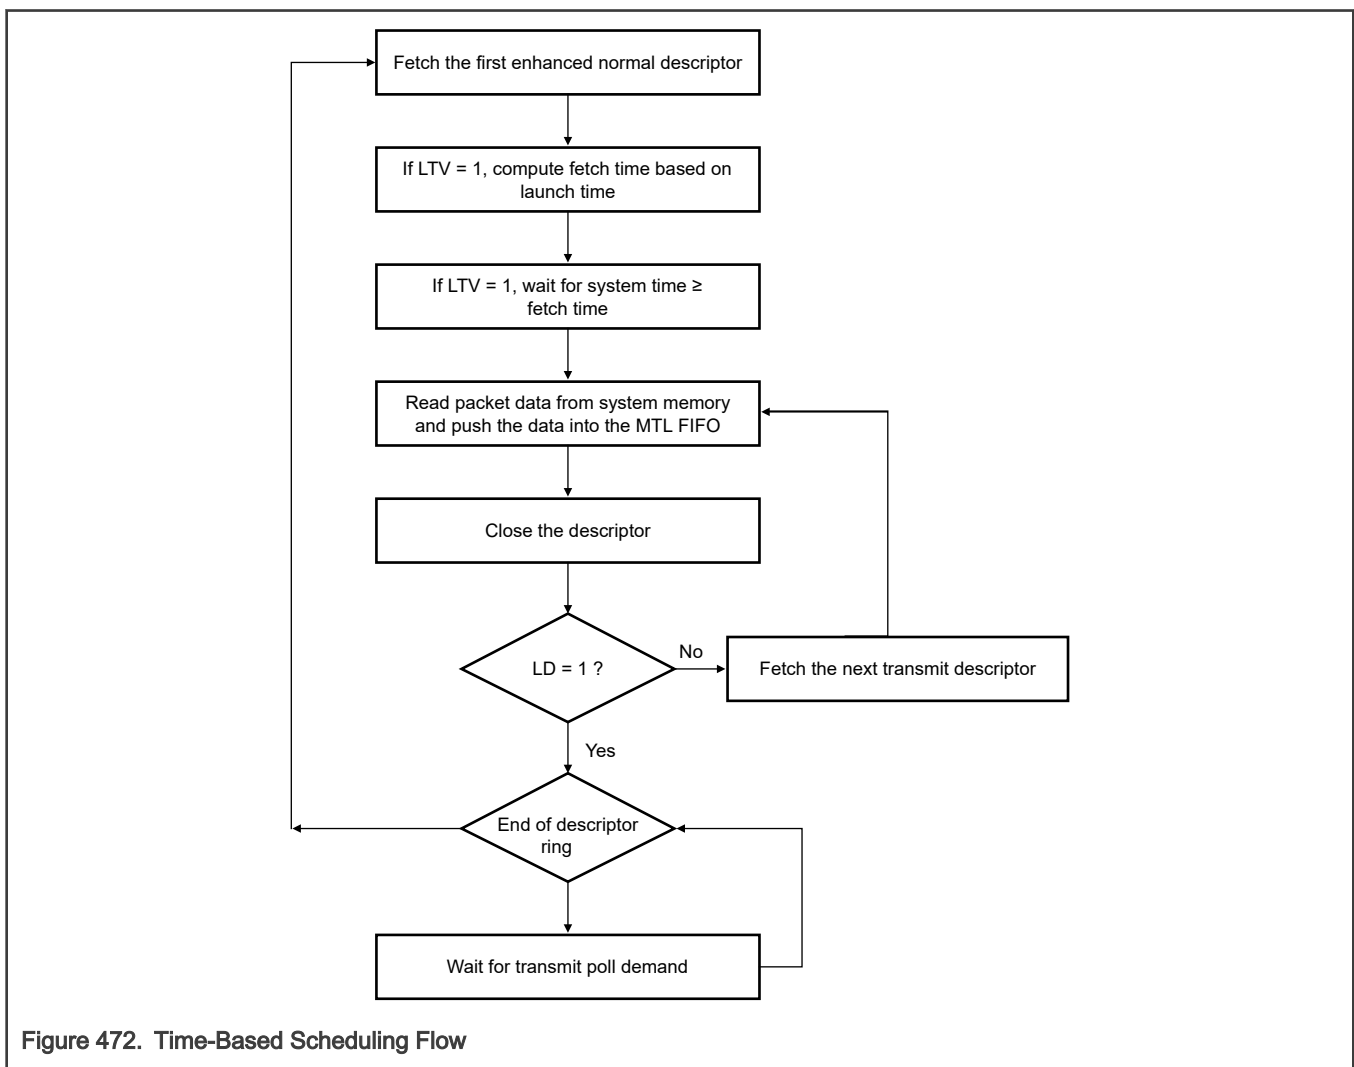 Fetch the first enhanced normal descriptor
If LTV = 1, compute fetch time based on
launch time
If LTV = 1, wait for system time ≥
fetch time
Read packet data from system memory
and push the data into the MTL FIFO
Close the descriptor
LD = 1 ?
No
Fetch the next transmit descriptor
Yes
End of descriptor
ring
Wait for transmit poll demand
Figure 472. Time-Based Scheduling Flow